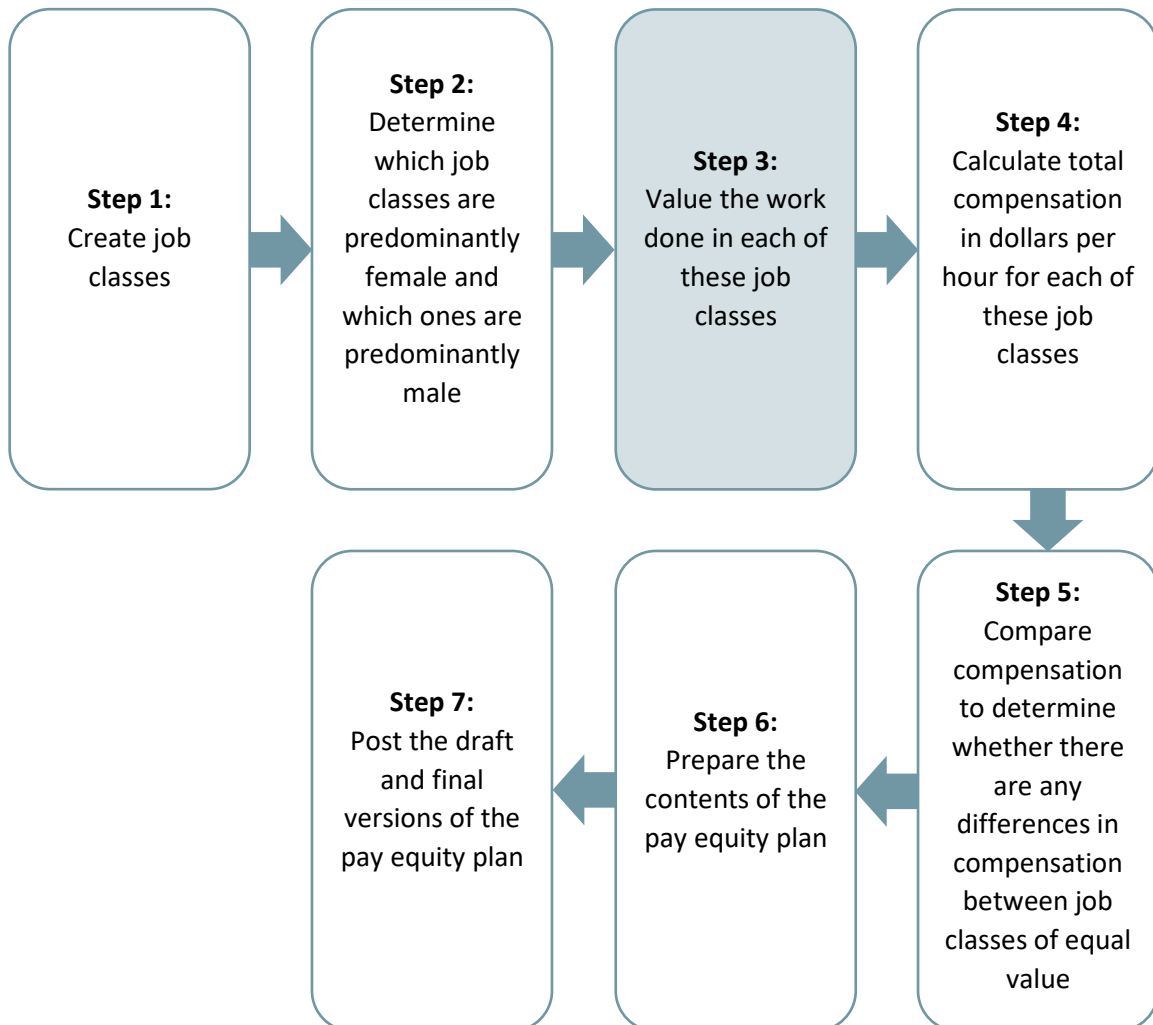 Step 1:
Create job
classes
Step 2:
Determine
which job
classes are
predominantly
female and
which ones are
predominantly
male
Step 3:
Value the work
done in each of
these job
classes
Step 4:
Calculate total
compensation
in dollars per
hour for each of
these job
classes
Step 5:
Compare
compensation
to determine
whether there
are any
differences in
compensation
between job
classes of equal
value
Step 6:
Prepare the
contents of the
pay equity plan
Step 7:
Post the draft
and final
versions of the
pay equity plan